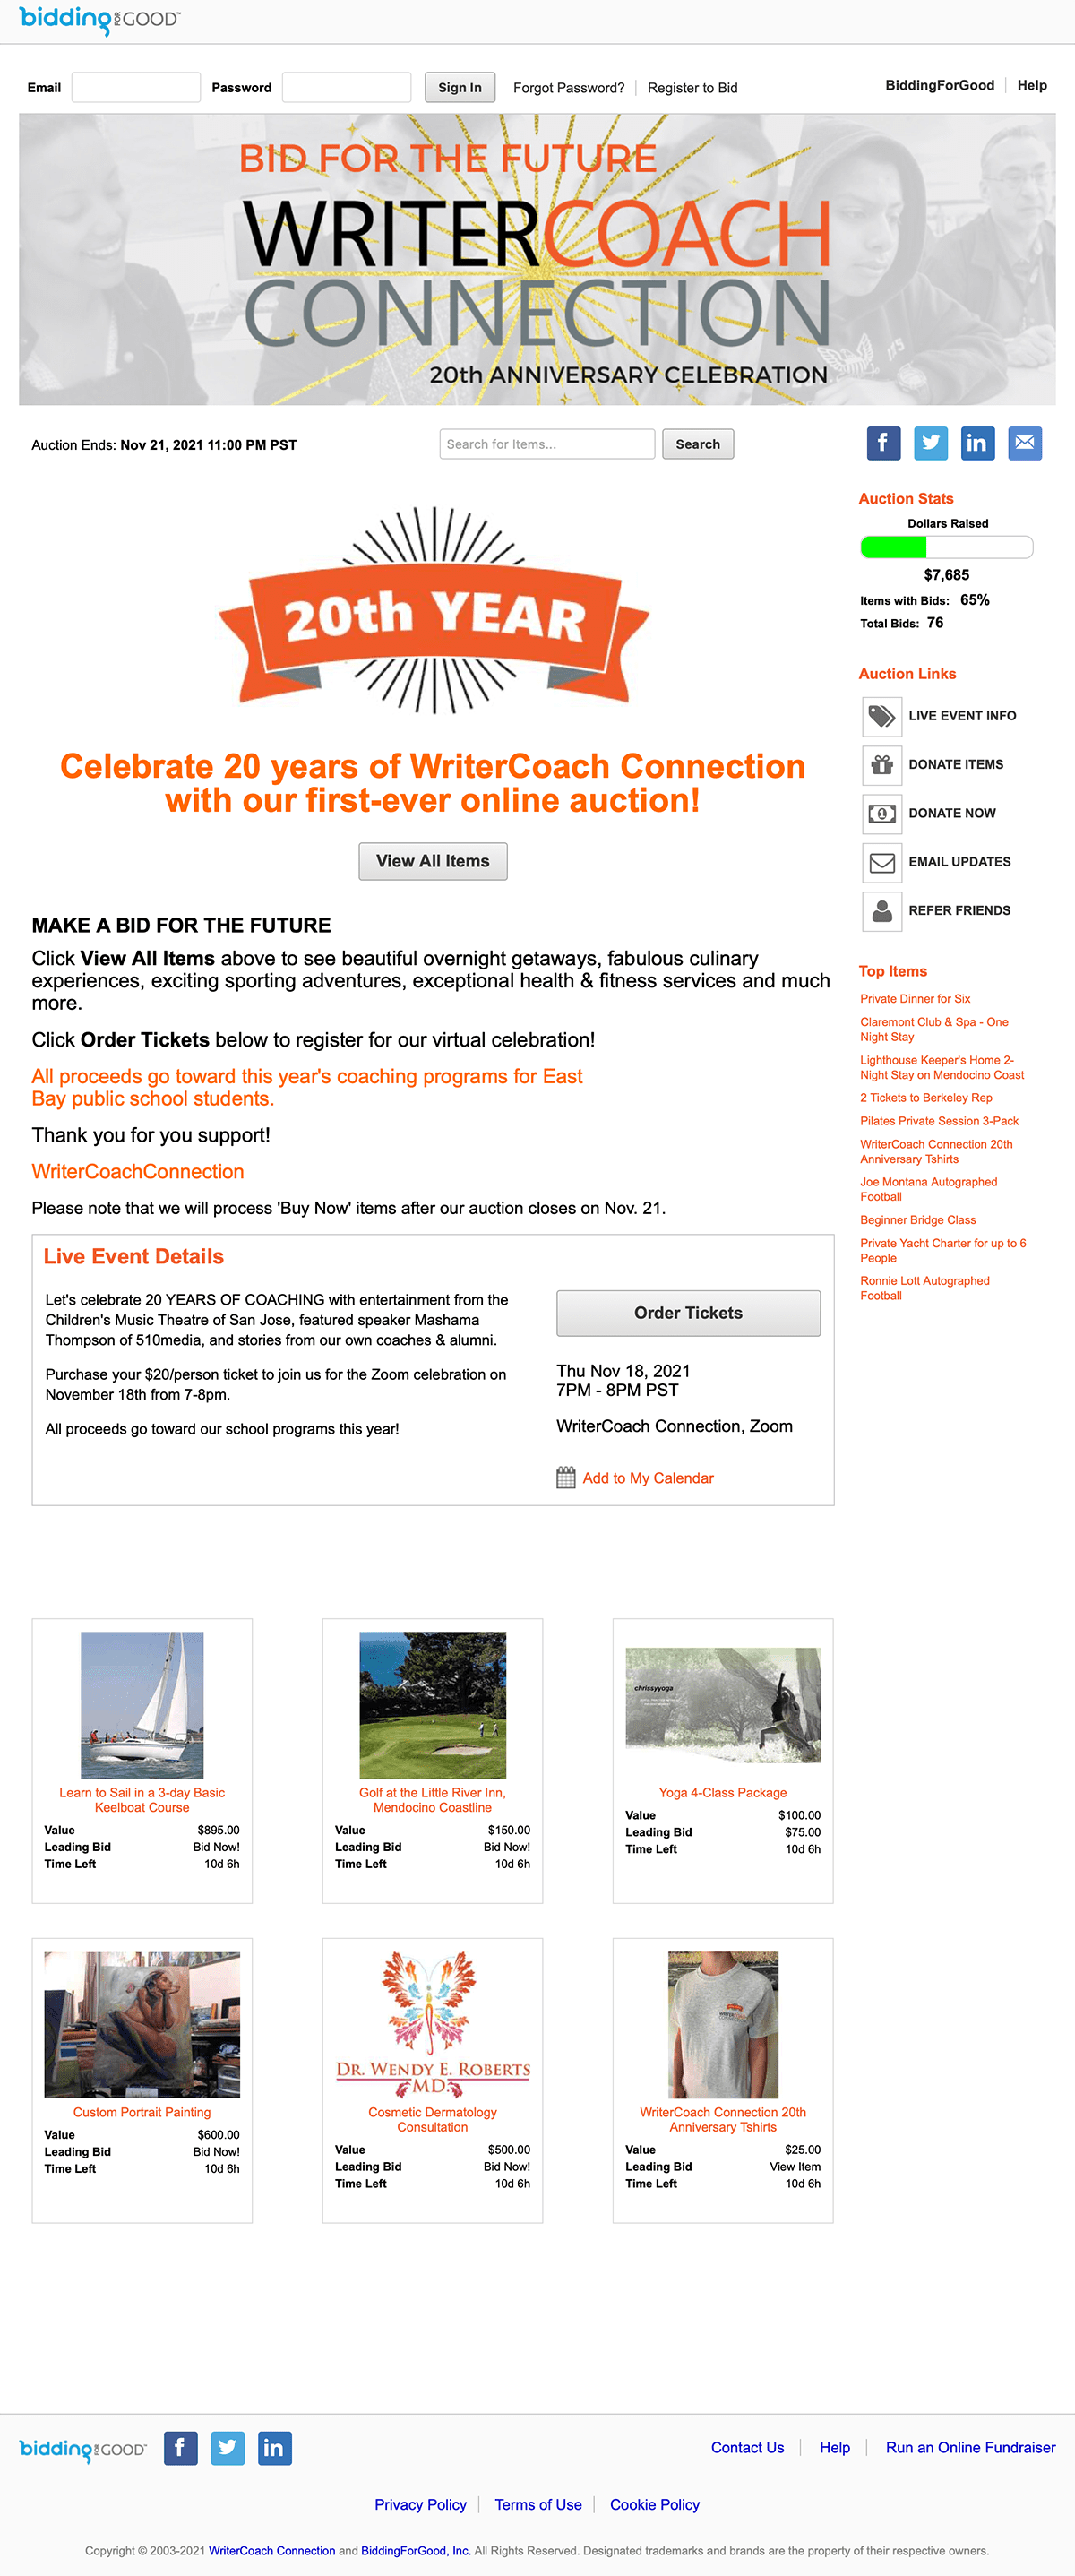 bidding FOR GOOD™
Email Password Sign In Forgot Password? Register to Bid BiddingForGood Help
BID FOR THE FUTURE
WRITERCOACH
CONNECTION
20th ANNIVERSARY CELEBRATION
Auction Ends: Nov 21, 2021 11:00 PM PST
Search for Items... Search
20th YEAR
Celebrate 20 years of WriterCoach Connection
with our first-ever online auction!
View All Items
MAKE A BID FOR THE FUTURE
Click View All Items above to see beautiful overnight getaways, fabulous culinary
experiences, exciting sporting adventures, exceptional health & fitness services and much
more.
Click Order Tickets below to register for our virtual celebration!
All proceeds go toward this year's coaching programs for East
Bay public school students.
Thank you for you support!
WriterCoachConnection
Please note that we will process 'Buy Now' items after our auction closes on Nov. 21.
Live Event Details
Let's celebrate 20 YEARS OF COACHING with entertainment from the
Children's Music Theatre of San Jose, featured speaker Mashama
Thompson of 510media, and stories from our own coaches & alumni.
Purchase your $20/person ticket to join us for the Zoom celebration on
November 18th from 7-8pm.
All proceeds go toward our school programs this year!
Order Tickets
Thu Nov 18, 2021
7PM - 8PM PST
WriterCoach Connection, Zoom
Add to My Calendar
Auction Stats
Dollars Raised
$7,685
Items with Bids: 65%
Total Bids: 76
Auction Links
LIVE EVENT INFO
DONATE ITEMS
DONATE NOW
EMAIL UPDATES
REFER FRIENDS
Top Items
Private Dinner for Six
Claremont Club & Spa - One
Night Stay
Lighthouse Keeper's Home 2-
Night Stay on Mendocino Coast
2 Tickets to Berkeley Rep
Pilates Private Session 3-Pack
WriterCoach Connection 20th
Anniversary Tshirts
Joe Montana Autographed
Football
Beginner Bridge Class
Private Yacht Charter for up to 6
People
Ronnie Lott Autographed
Football
Learn to Sail in a 3-day Basic
Keelboat Course
Value $895.00
Leading Bid Bid Now!
Time Left 10d 6h
Golf at the Little River Inn,
Mendocino Coastline
Value $150.00
Leading Bid Bid Now!
Time Left 10d 6h
chrissyyoga
Yoga 4-Class Package
Value $100.00
Leading Bid $75.00
Time Left 10d 6h
Custom Portrait Painting
Value $600.00
Leading Bid Bid Now!
Time Left 10d 6h
DR. WENDY E. ROBERTS
MD.
Cosmetic Dermatology
Consultation
Value $500.00
Leading Bid Bid Now!
Time Left 10d 6h
WRITERCOACH
CONNECTION
WriterCoach Connection 20th
Anniversary Tshirts
Value $25.00
Leading Bid View Item
Time Left 10d 6h
bidding FOR GOOD™
Contact Us Help Run an Online Fundraiser
Privacy Policy Terms of Use Cookie Policy
Copyright © 2003-2021 WriterCoach Connection and BiddingForGood, Inc. All Rights Reserved. Designated trademarks and brands are the property of their respective owners.